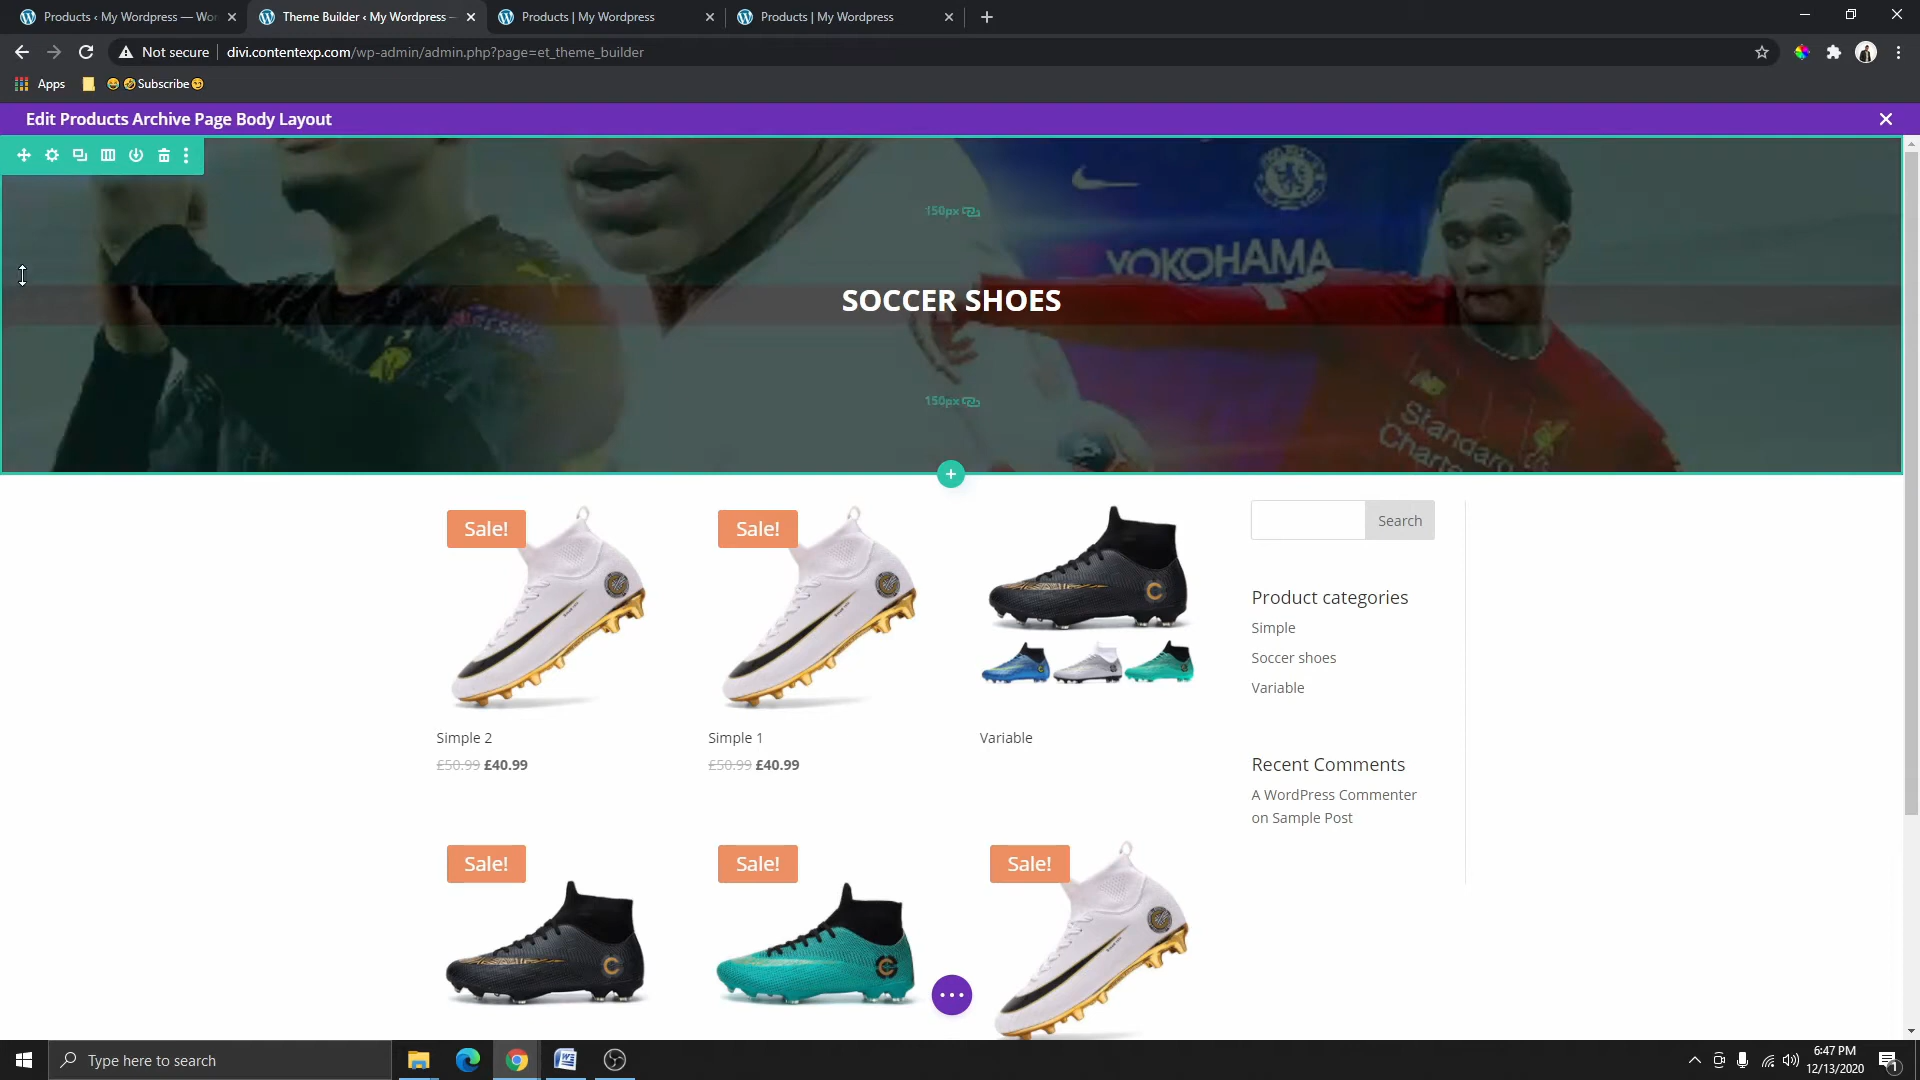 Products ‹ My Wordpress — Wo
Theme Builder ‹ My Wordpress —
Products | My Wordpress
Products | My Wordpress
Not secure
divi.contentexp.com/wp-admin/admin.php?page=et_theme_builder
Apps
Subscribe
Edit Products Archive Page Body Layout
150px
YOKOHAMA
SOCCER SHOES
150px
Standard
Charte
Sale!
Sale!
Search
Product categories
Simple
Soccer shoes
Variable
Simple 2
Simple 1
Variable
£50.99 £40.99
£50.99 £40.99
Recent Comments
A WordPress Commenter
on Sample Post
Sale!
Sale!
Sale!
Type here to search
6:47 PM
12/13/2020
1